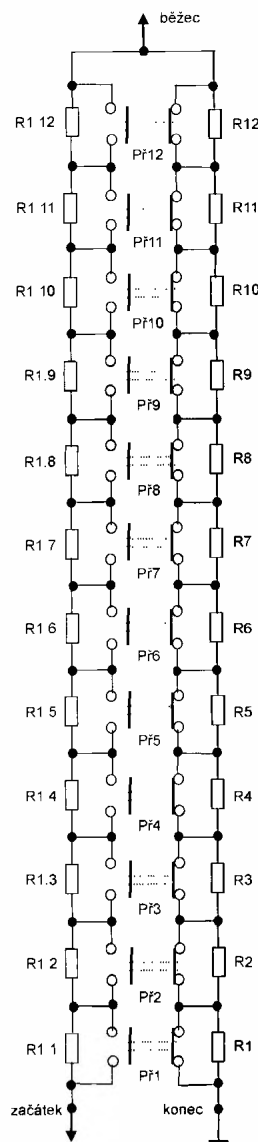 běžec
R1 12
R12
Př12
R1 11
R11
Př11
R1 10
R10
Př10
R1.9
R9
Př9
R1.8
R8
Př8
R1 7
R7
Př7
R1 6
R6
Př6
R1 5
R5
Př5
R1 4
R4
Př4
R1.3
R3
Př3
R1 2
R2
Př2
R1 1
R1
Př1
začátek
konec